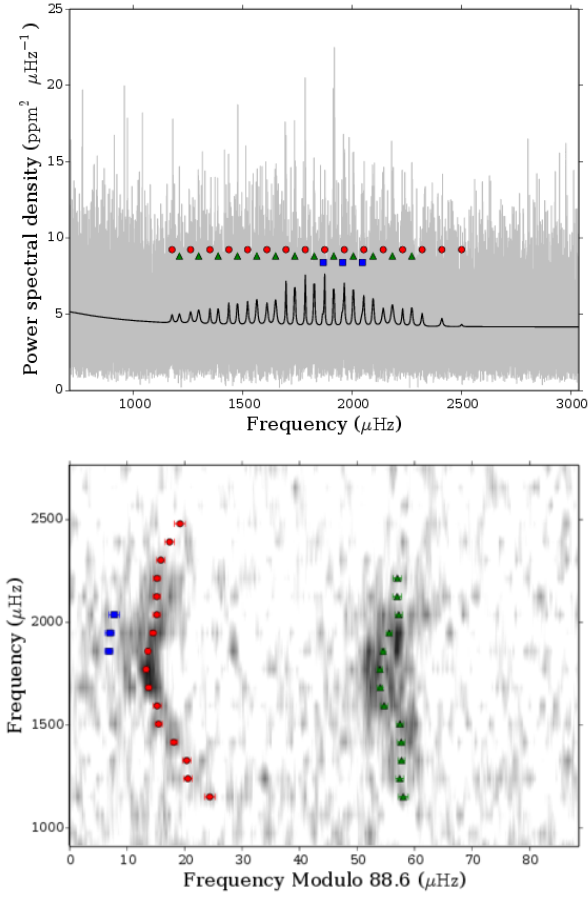 25
20
15
10
5
0
Power spectral density (ppm² μHz⁻¹)
1000 1500 2000 2500 3000
Frequency (μHz)
2500
2000
1500
1000
Frequency (μHz)
0 10 20 30 40 50 60 70 80
Frequency Modulo 88.6 (μHz)